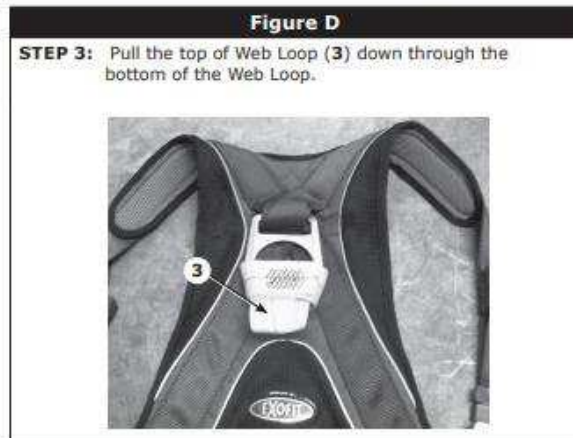 Figure D
STEP 3: Pull the top of Web Loop (3) down through the
bottom of the Web Loop.
3
EXOFIT